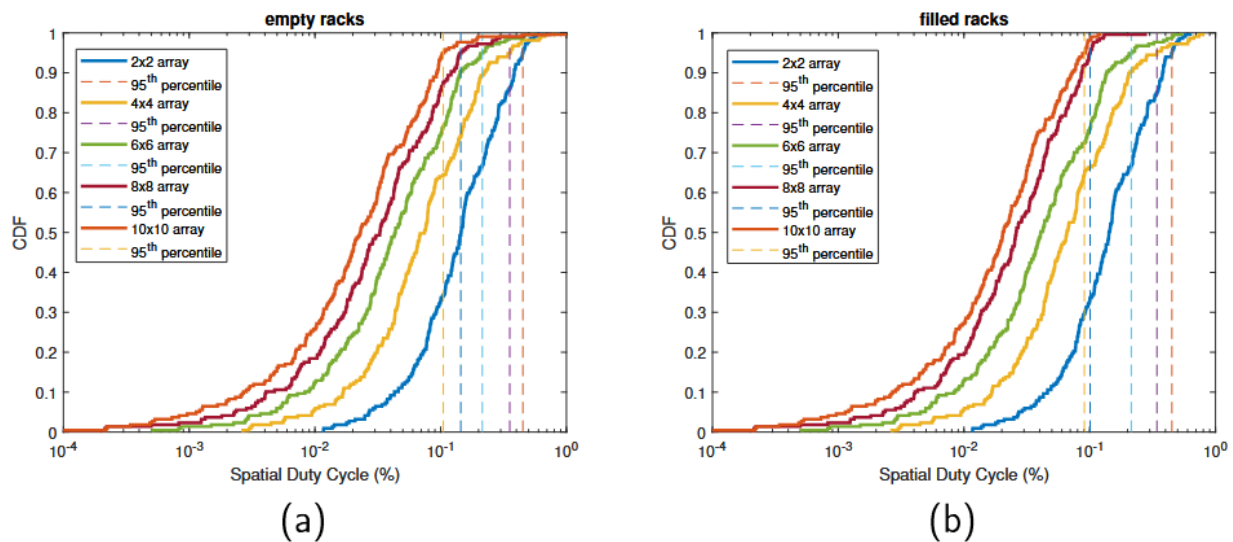 empty racks
1
0.9
0.8
0.7
0.6
0.5
0.4
0.3
0.2
0.1
0
CDF
2x2 array
95th percentile
4x4 array
95th percentile
6x6 array
95th percentile
8x8 array
95th percentile
10x10 array
95th percentile
10-4 10-3 10-2 10-1 100
Spatial Duty Cycle (%)
(a)
filled racks
1
0.9
0.8
0.7
0.6
0.5
0.4
0.3
0.2
0.1
0
CDF
2x2 array
95th percentile
4x4 array
95th percentile
6x6 array
95th percentile
8x8 array
95th percentile
10x10 array
95th percentile
10-4 10-3 10-2 10-1 100
Spatial Duty Cycle (%)
(b)